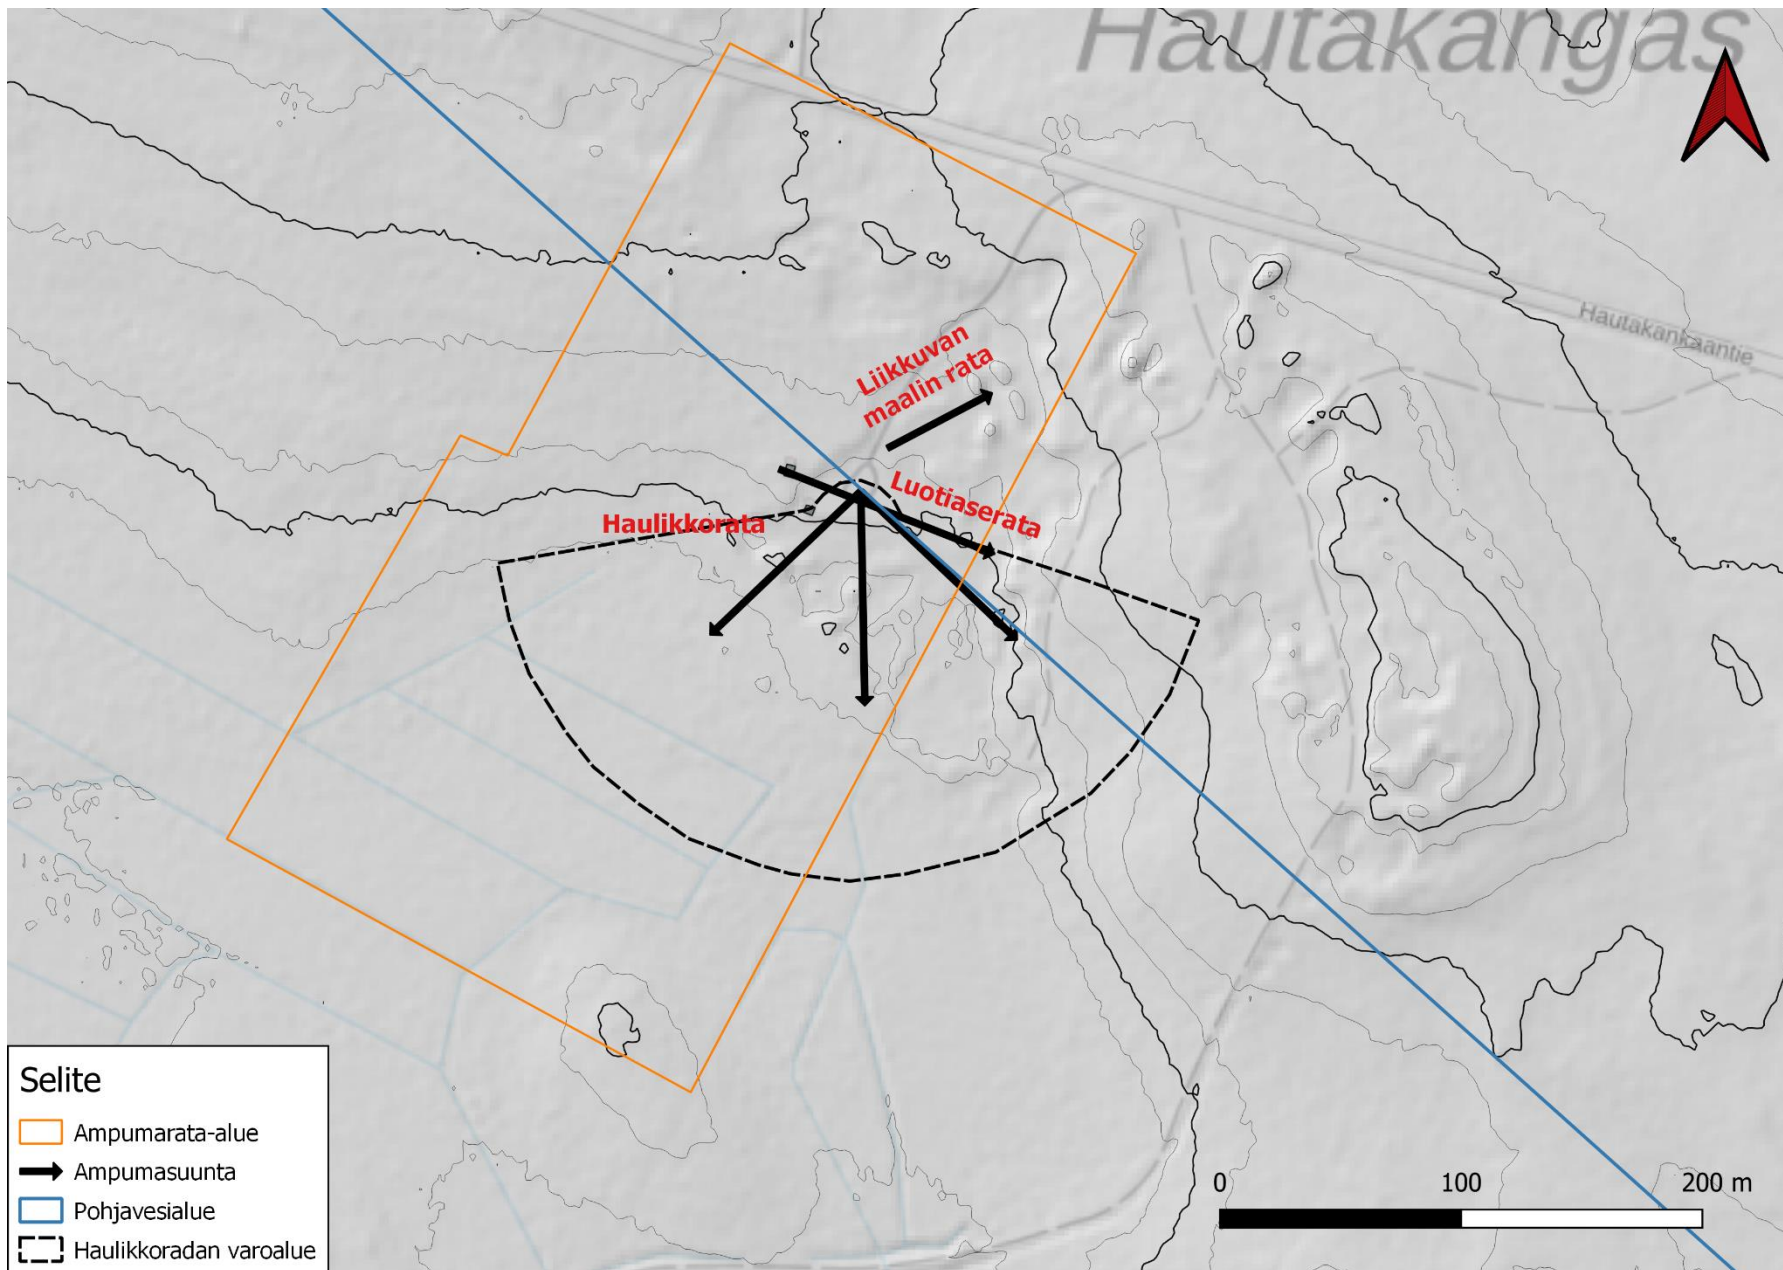 Hautakangas
Hautakankaantie
Liikkuvan
maalin rata
Luotiaserata
Haulikkorata
Selite
Ampumarata-alue
Ampumasuunta
Pohjavesialue
Haulikkoradan varoalue
0 100 200 m